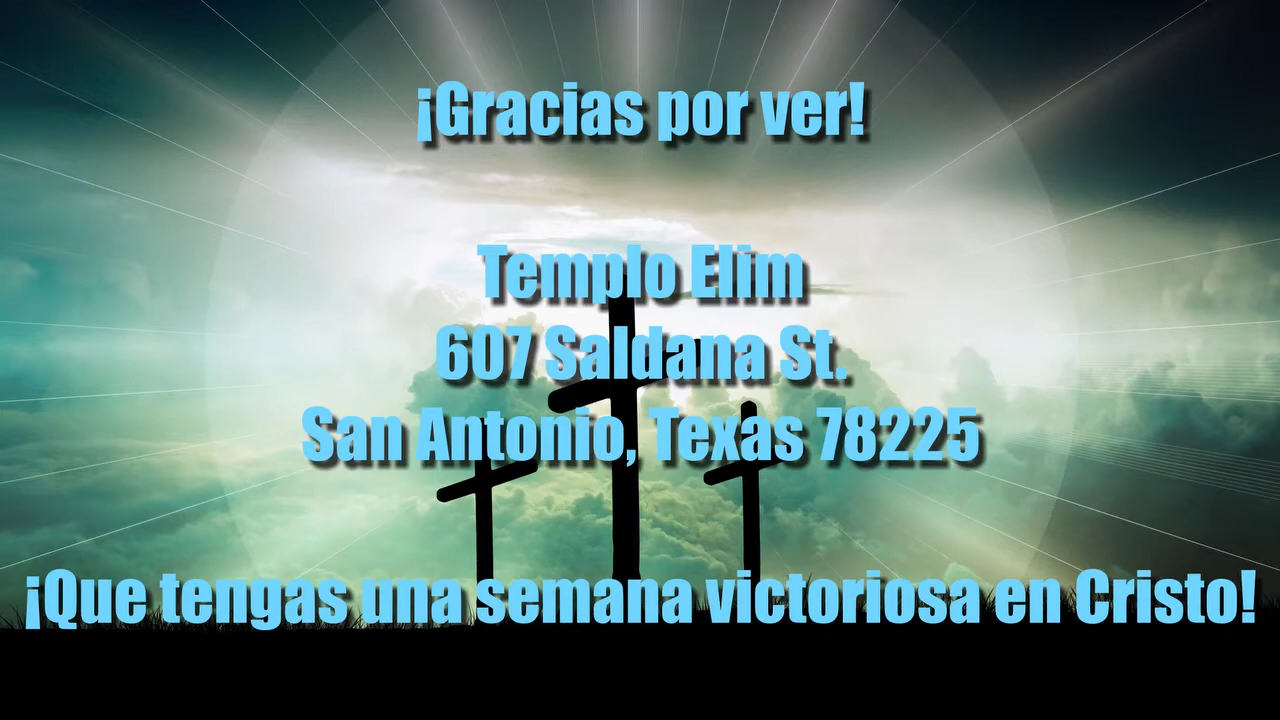 ¡Gracias por ver!
Templo Elim
607 Saldana St.
San Antonio, Texas 78225
¡Que tengas una semana victoriosa en Cristo!